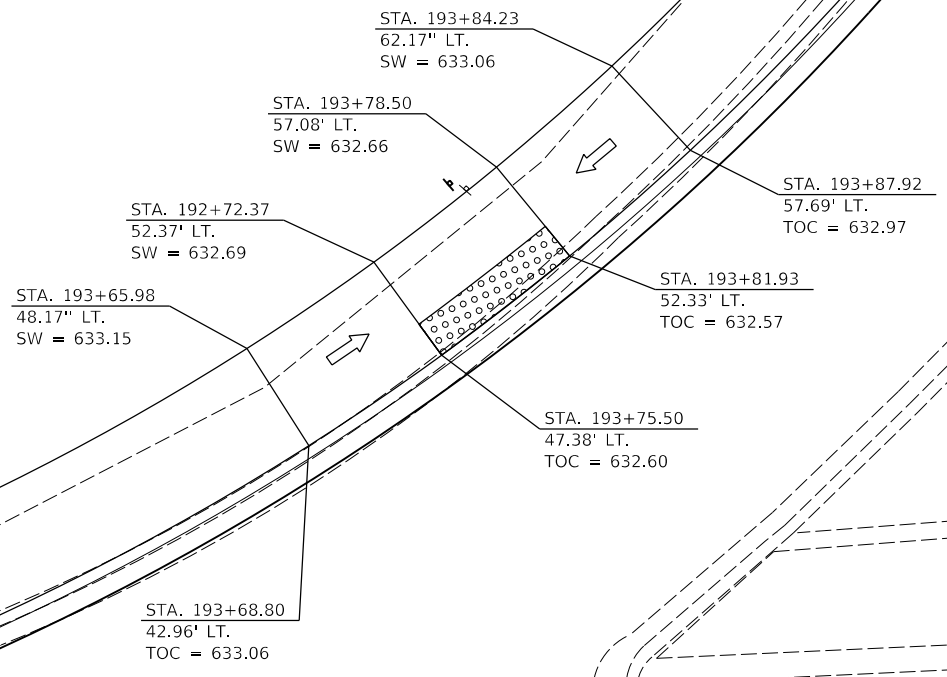 STA. 193+84.23
62.17" LT.
SW = 633.06
STA. 193+78.50
57.08' LT.
SW = 632.66
STA. 193+87.92
57.69' LT.
TOC = 632.97
STA. 192+72.37
52.37' LT.
SW = 632.69
STA. 193+81.93
52.33' LT.
TOC = 632.57
STA. 193+65.98
48.17" LT.
SW = 633.15
STA. 193+75.50
47.38' LT.
TOC = 632.60
STA. 193+68.80
42.96' LT.
TOC = 633.06